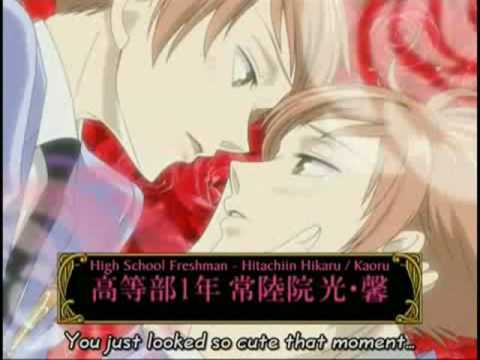 High School Freshman - Hitachiin Hikaru / Kaoru
高等部1年 常陸院 光・馨
You just looked so cute that moment...